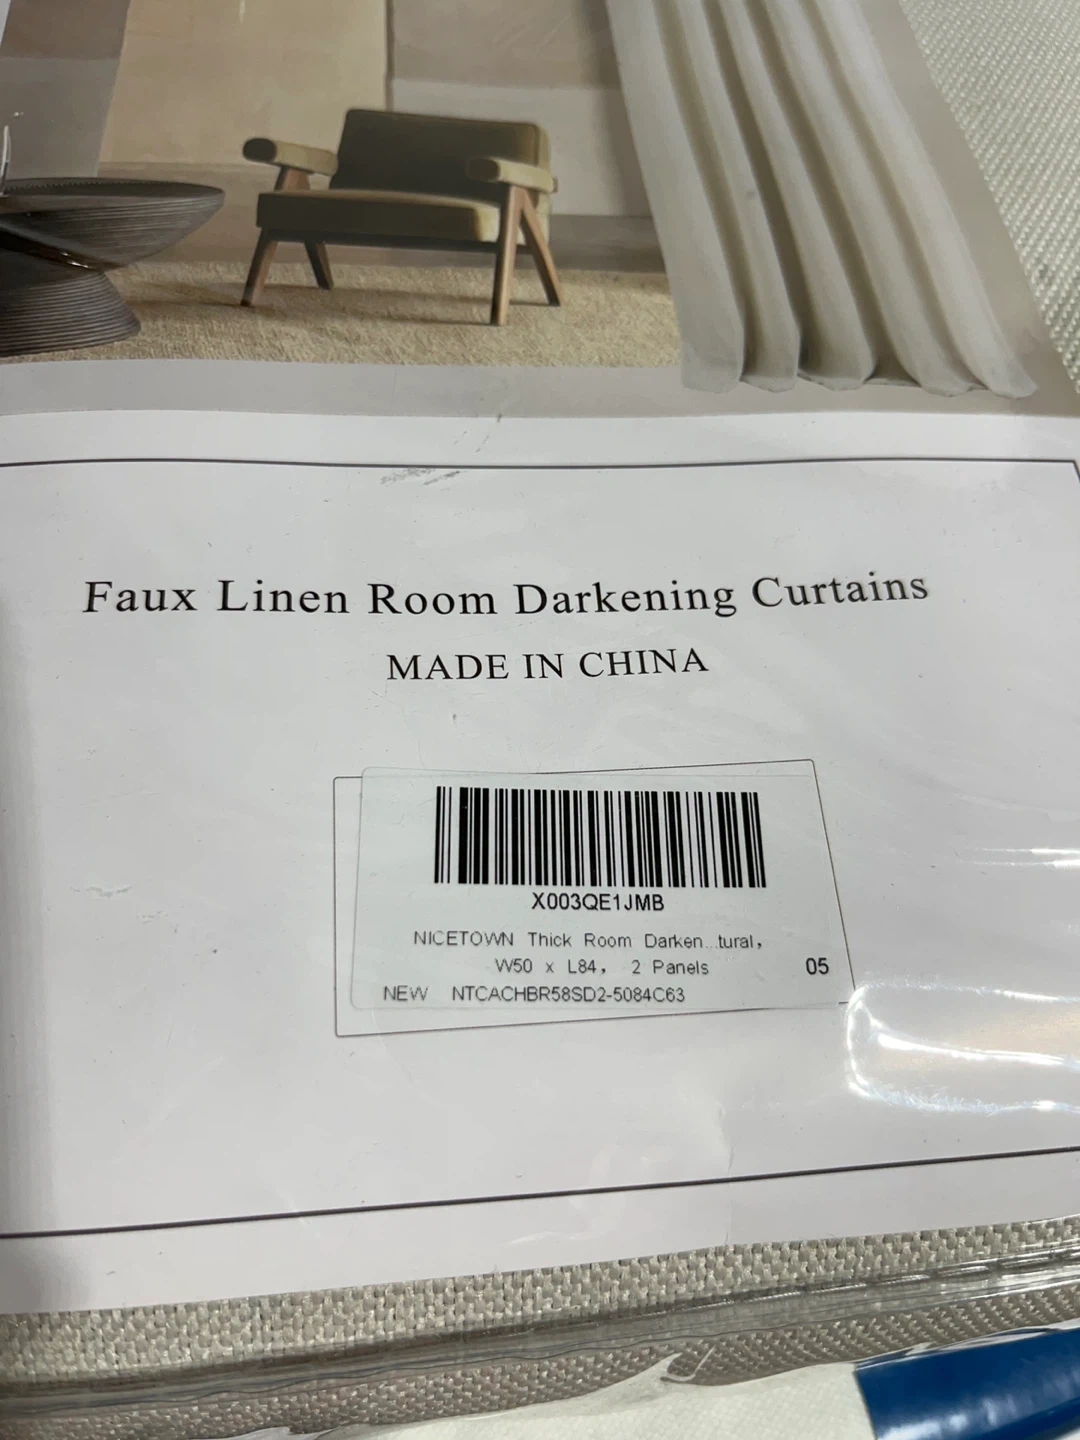 Faux Linen Room Darkening Curtains
MADE IN CHINA
X003QE1JMB
NICETOWN Thick Room Darken...tural,
W50 x L84, 2 Panels
05
NEW NTCACHBR58SD2-5084C63